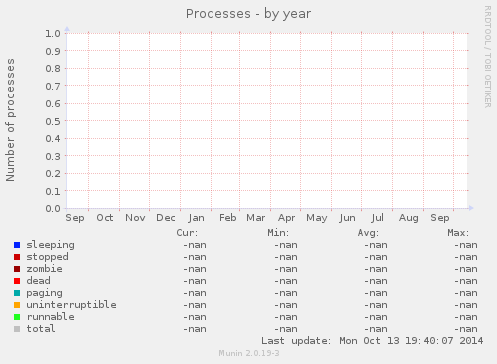 Processes - by year
RRDTOOL / TOBI OETIKER
Number of processes
1.0
0.9
0.8
0.7
0.6
0.5
0.4
0.3
0.2
0.1
0.0
Sep Oct Nov Dec Jan Feb Mar Apr May Jun Jul Aug Sep
Cur: Min: Avg: Max:
sleeping -nan -nan -nan -nan
stopped -nan -nan -nan -nan
zombie -nan -nan -nan -nan
dead -nan -nan -nan -nan
paging -nan -nan -nan -nan
uninterruptible -nan -nan -nan -nan
runnable -nan -nan -nan -nan
total -nan -nan -nan -nan
Last update: Mon Oct 13 19:40:07 2014
Munin 2.0.19-3